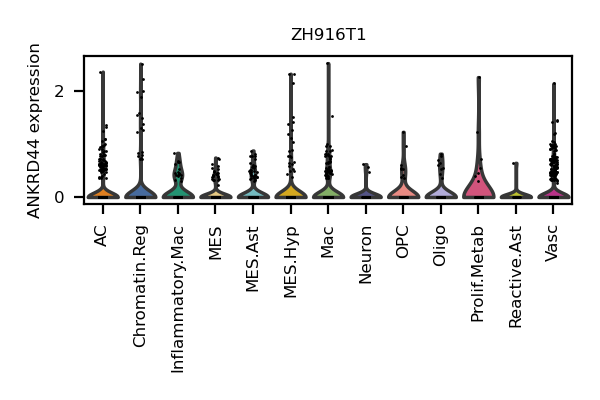 ZH916T1
ANKRD44 expression
2
0
AC
Chromatin.Reg
Inflammatory.Mac
MES
MES.Ast
MES.Hyp
Mac
Neuron
OPC
Oligo
Prolif.Metab
Reactive.Ast
Vasc